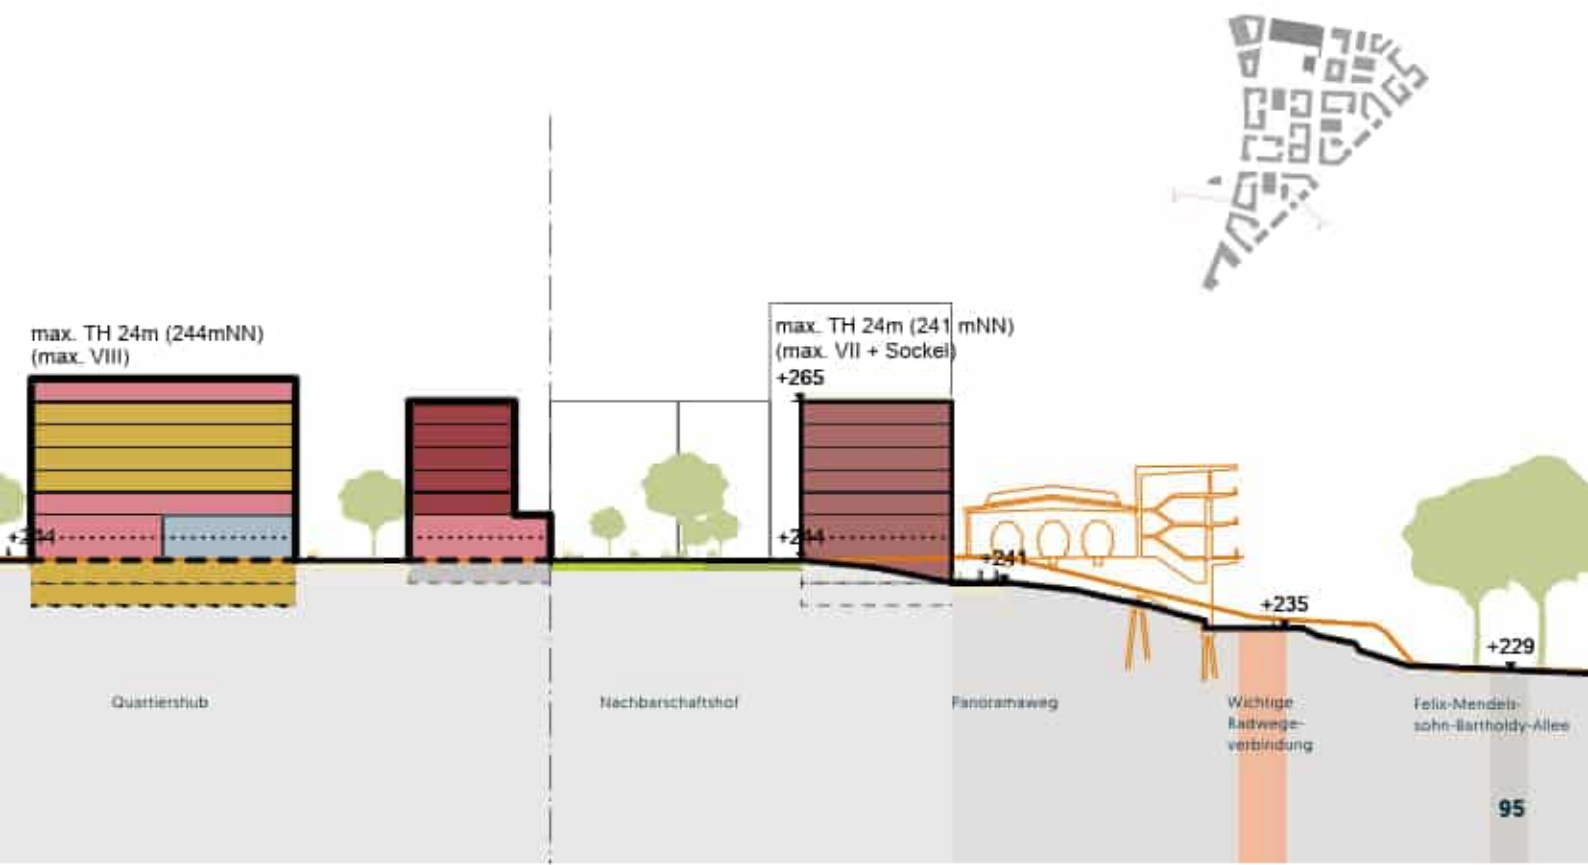 max. TH 24m (244mNN)
(max. VIII)
max. TH 24m (241 mNN)
(max. VII + Sockel)
+265
+244
+244
+241
+235
+229
Quartiershub
Nachbarschaftshof
Panoramaweg
Wichtige
Radwege-
verbindung
Felix-Mendels-
sohn-Bartholdy-Allee
95